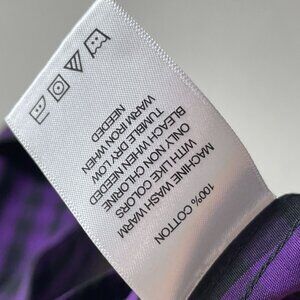 100% COTTON
MACHINE WASH WARM
WITH LIKE COLORS
ONLY NON CHLORINE
BLEACH WHEN NEEDED
TUMBLE DRY LOW
WARM IRON WHEN
NEEDED